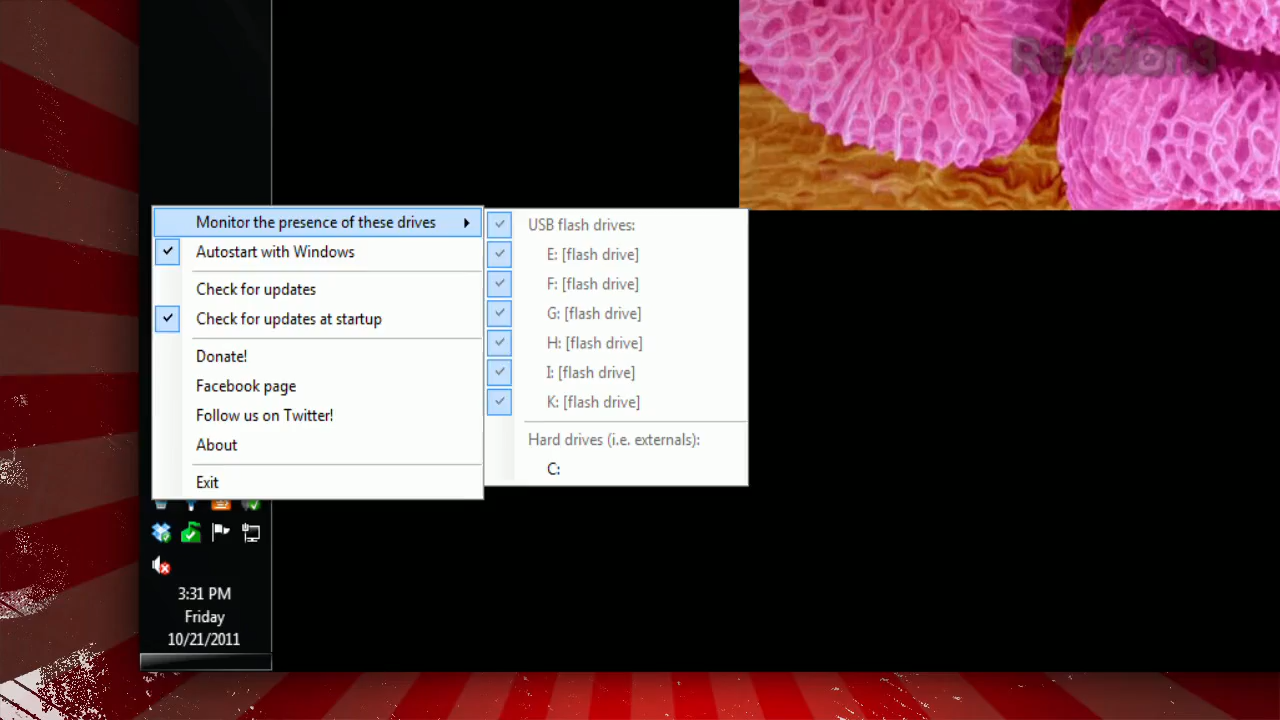 Revision3
Monitor the presence of these drives
Autostart with Windows
Check for updates
Check for updates at startup
Donate!
Facebook page
Follow us on Twitter!
About
Exit
USB flash drives:
E: [flash drive]
F: [flash drive]
G: [flash drive]
H: [flash drive]
I: [flash drive]
K: [flash drive]
Hard drives (i.e. externals):
C:
3:31 PM
Friday
10/21/2011